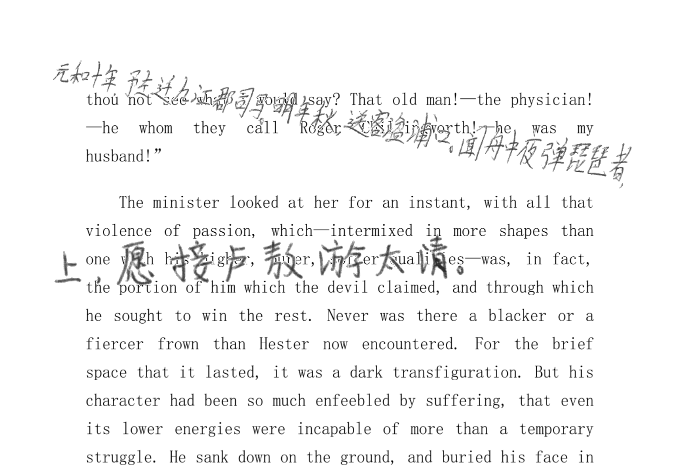 元和十年,予左迁九江郡司马。明年秋,送客湓浦口。闻舟中夜弹琵琶者,
thou not see what I would say? That old man!—the physician!
—he whom they call Roger Chillingworth!—he was my
husband!”
The minister looked at her for an instant, with all that
violence of passion, which—intermixed in more shapes than
one with his higher, purer, softer qualities—was, in fact,
上，愿接卢敖游太清。
the portion of him which the devil claimed, and through which
he sought to win the rest. Never was there a blacker or a
fiercer frown than Hester now encountered. For the brief
space that it lasted, it was a dark transfiguration. But his
character had been so much enfeebled by suffering, that even
its lower energies were incapable of more than a temporary
struggle. He sank down on the ground, and buried his face in